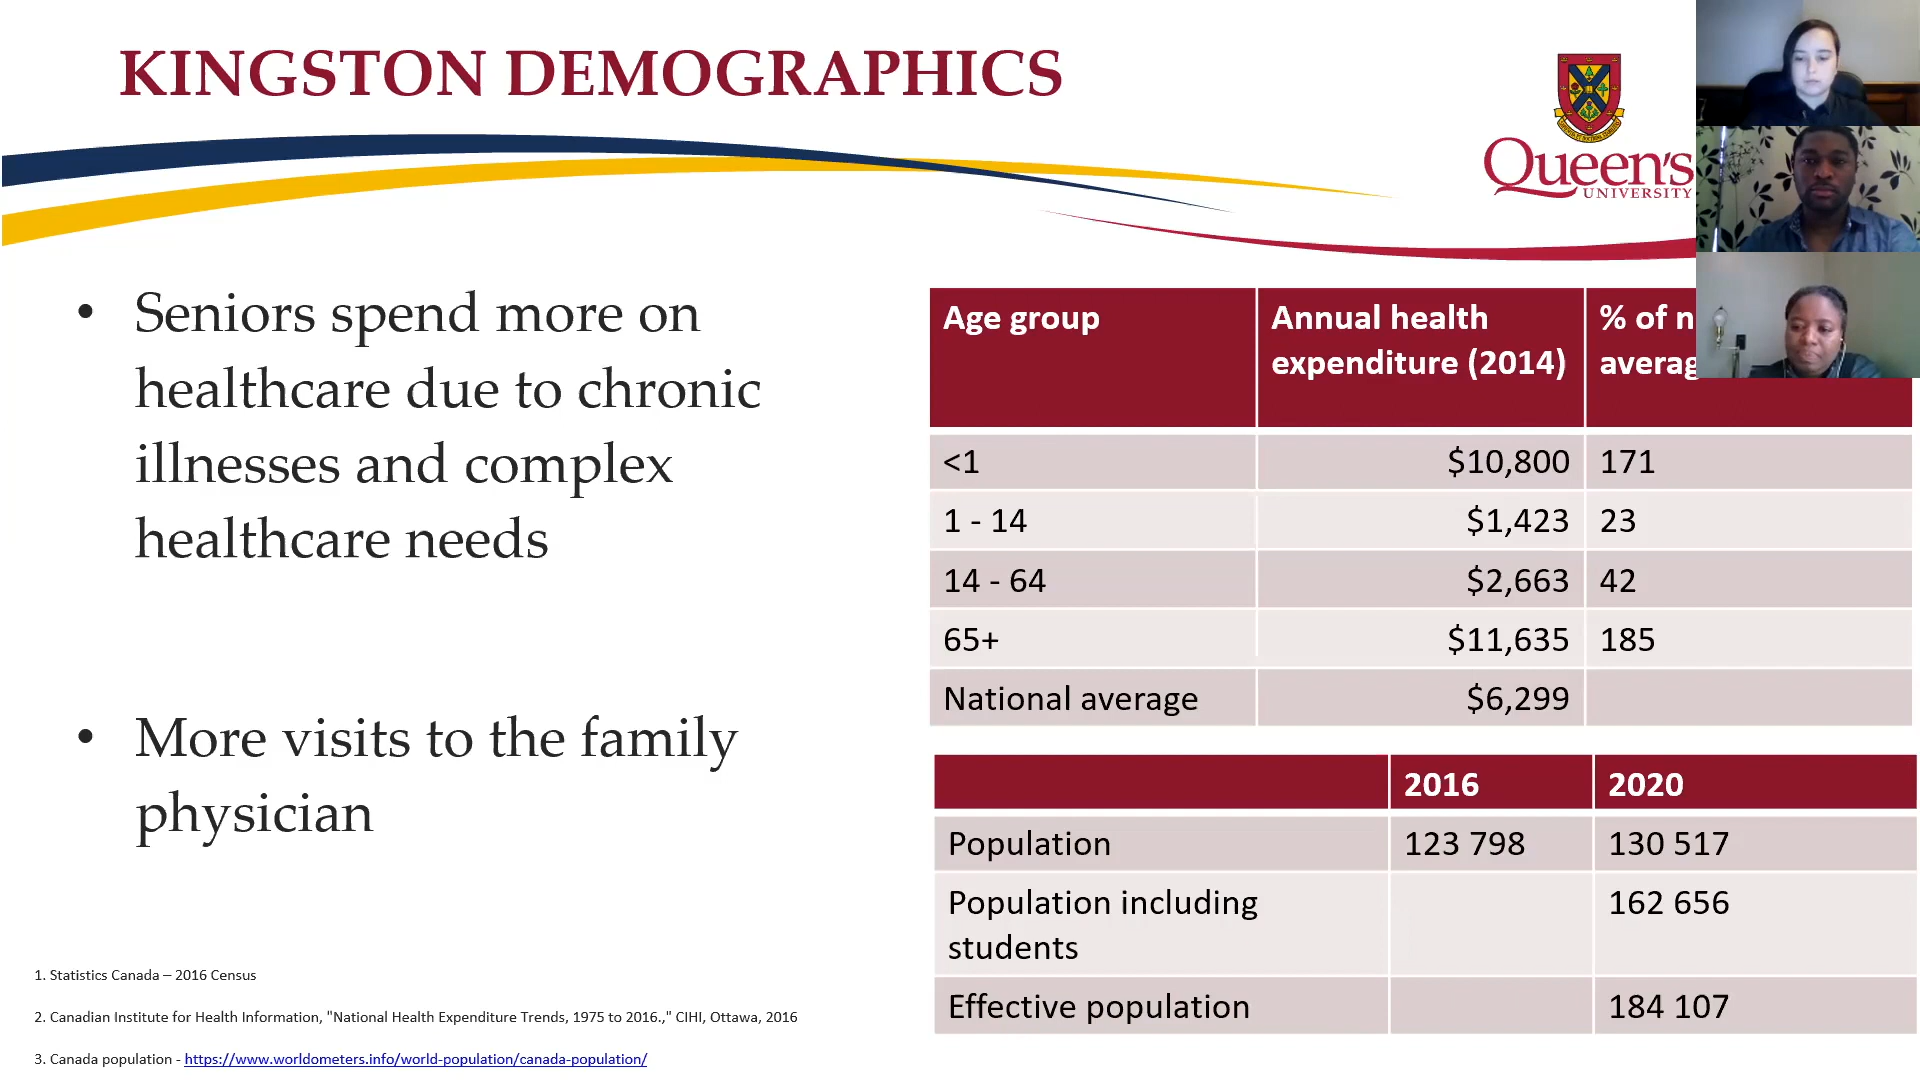 KINGSTON DEMOGRAPHICS
Queen's
UNIVERSITY
• Seniors spend more on
healthcare due to chronic
illnesses and complex
healthcare needs
• More visits to the family
physician
Age group Annual health % of
expenditure (2014)
<1 $10,800 171
1 - 14 $1,423 23
14 - 64 $2,663 42
65+ $11,635 185
National average $6,299
2016 2020
Population 123 798 130 517
Population including 162 656
students
Effective population 184 107
1. Statistics Canada – 2016 Census
2. Canadian Institute for Health Information, "National Health Expenditure Trends, 1975 to 2016.," CIHI, Ottawa, 2016
3. Canada population - https://www.worldometers.info/world-population/canada-population/